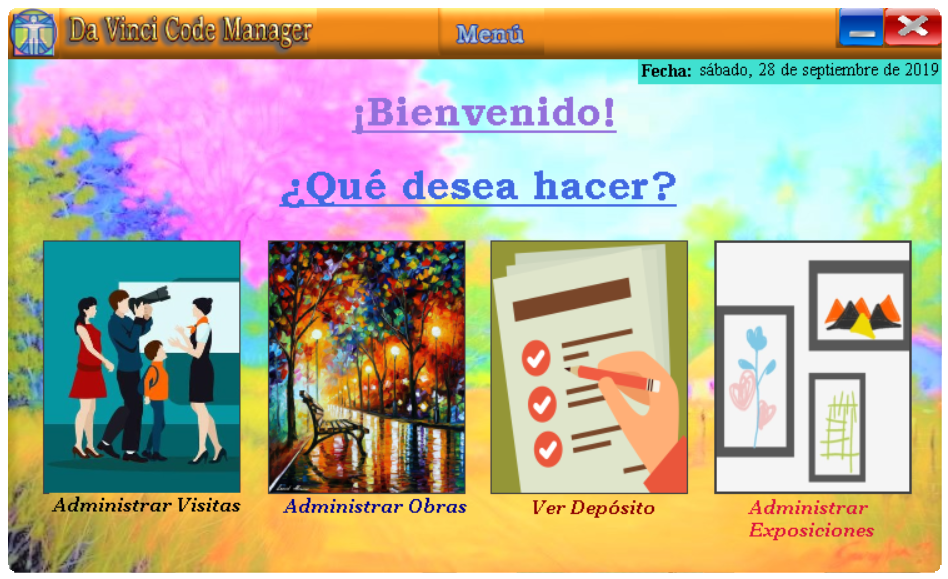 Da Vinci Code Manager
Menú
Fecha: sábado, 28 de septiembre de 2019
¡Bienvenido!
¿Qué desea hacer?
Administrar Visitas
Administrar Obras
Ver Depósito
Administrar
Exposiciones